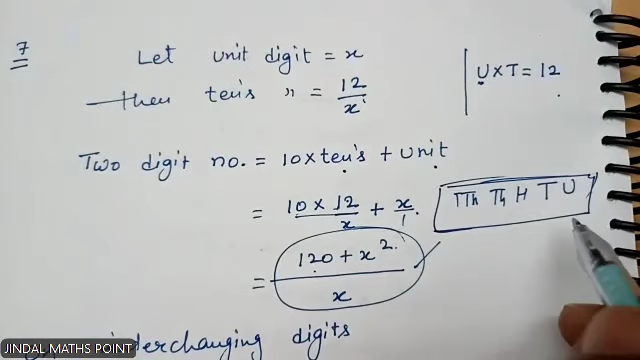 7
Let unit digit = x
then ten's " = 12/x
U×T = 12
Two digit no. = 10×ten's + Unit
= 10 × 12/x + x/1
TTh Th H T U
= 120 + x²/x
interchanging digits
JINDAL MATHS POINT